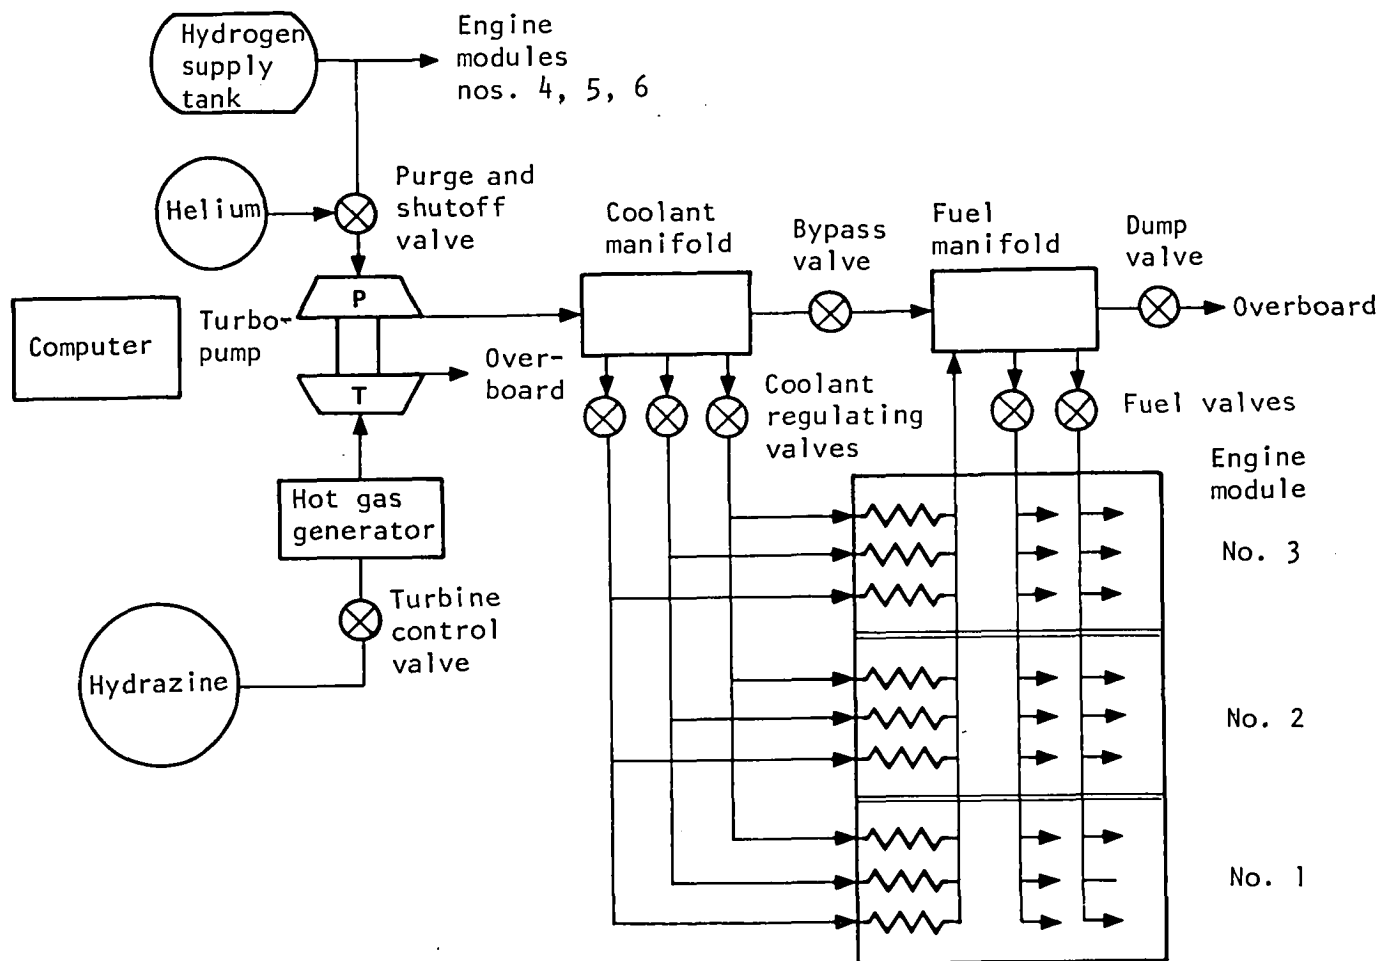 Hydrogen
supply
tank
Engine
modules
nos. 4, 5, 6
Helium
Purge and
shutoff
valve
Coolant
manifold
Bypass
valve
Fuel
manifold
Dump
valve
Computer
Turbo-
pump
P
T
Over-
board
Overboard
Coolant
regulating
valves
Fuel valves
Engine
module
Hot gas
generator
No. 3
Turbine
control
valve
Hydrazine
No. 2
No. 1